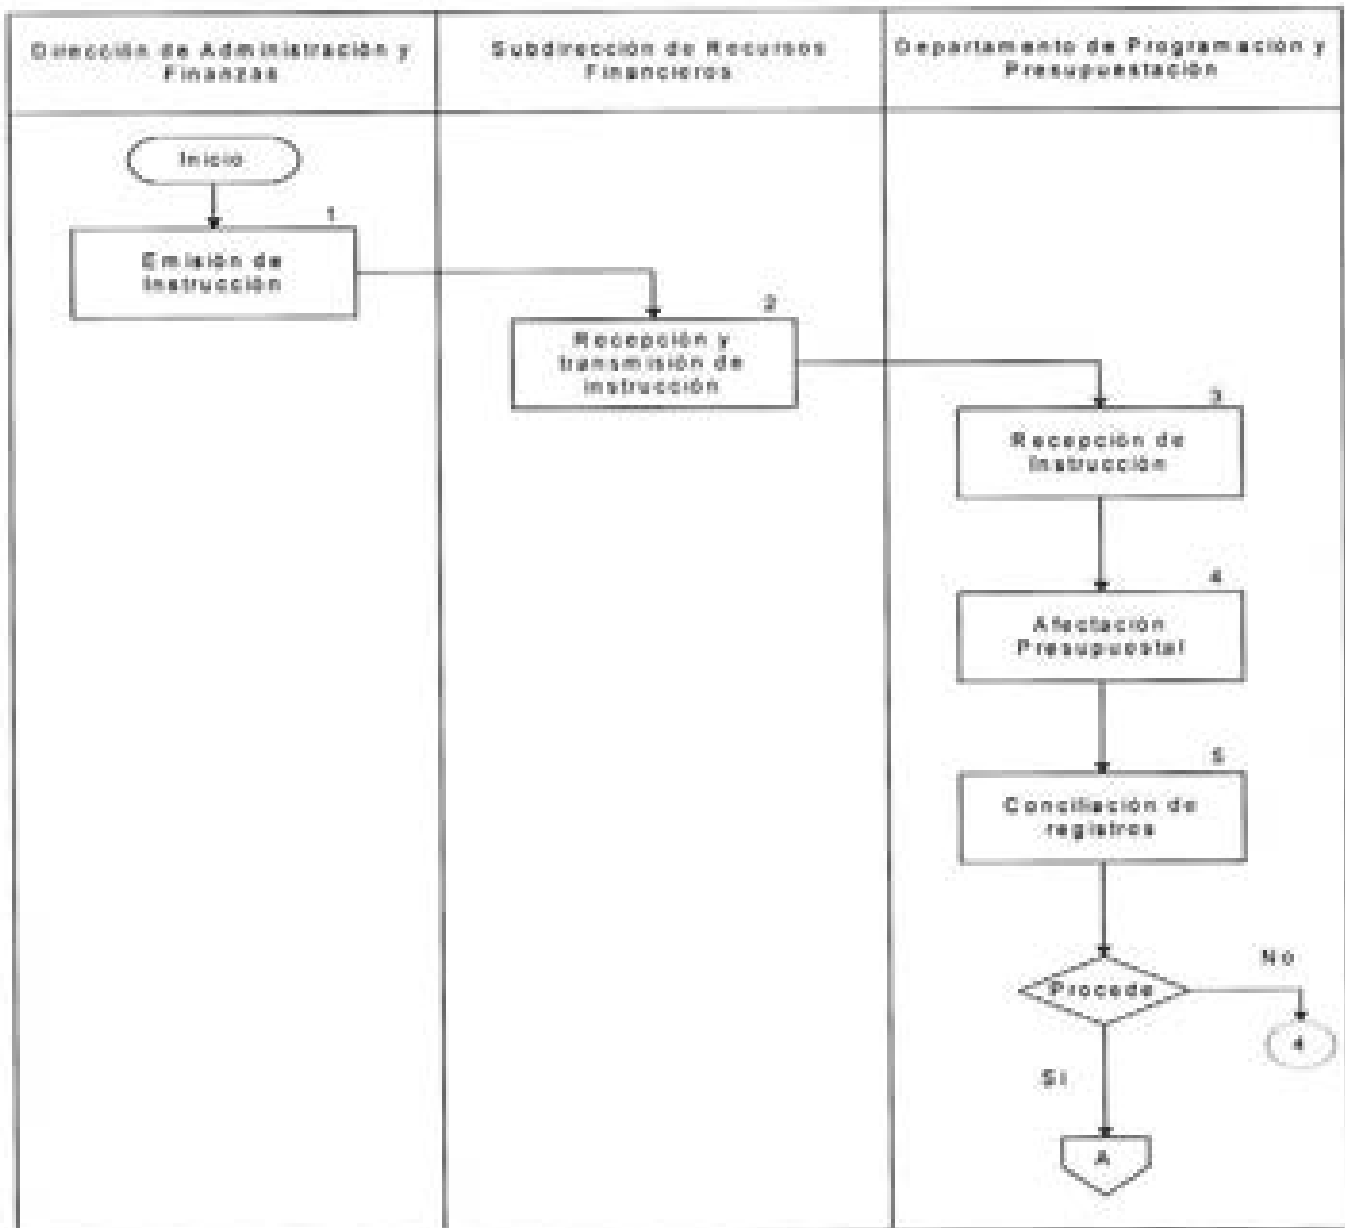 Dirección de Administración y
Finanzas
Subdirección de Recursos
Financieros
Departamento de Programación y
Presupuestación
Inicio
1
Emisión de
Instrucción
2
Recepción y
transmisión de
instrucción
3
Recepción de
Instrucción
4
Afectación
Presupuestal
5
Conciliación de
registros
Procede
No
4
Si
A